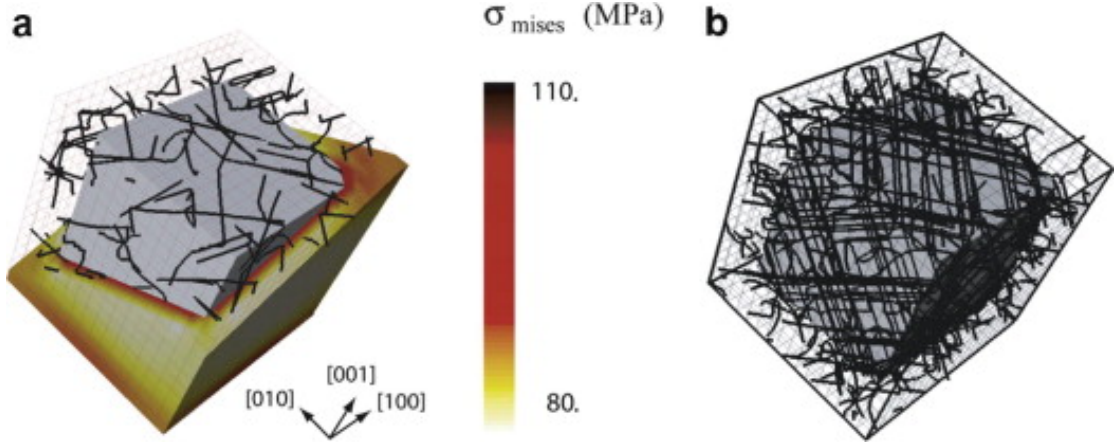 a
σ mises (MPa)
b
110.
80.
[010]
[001]
[100]